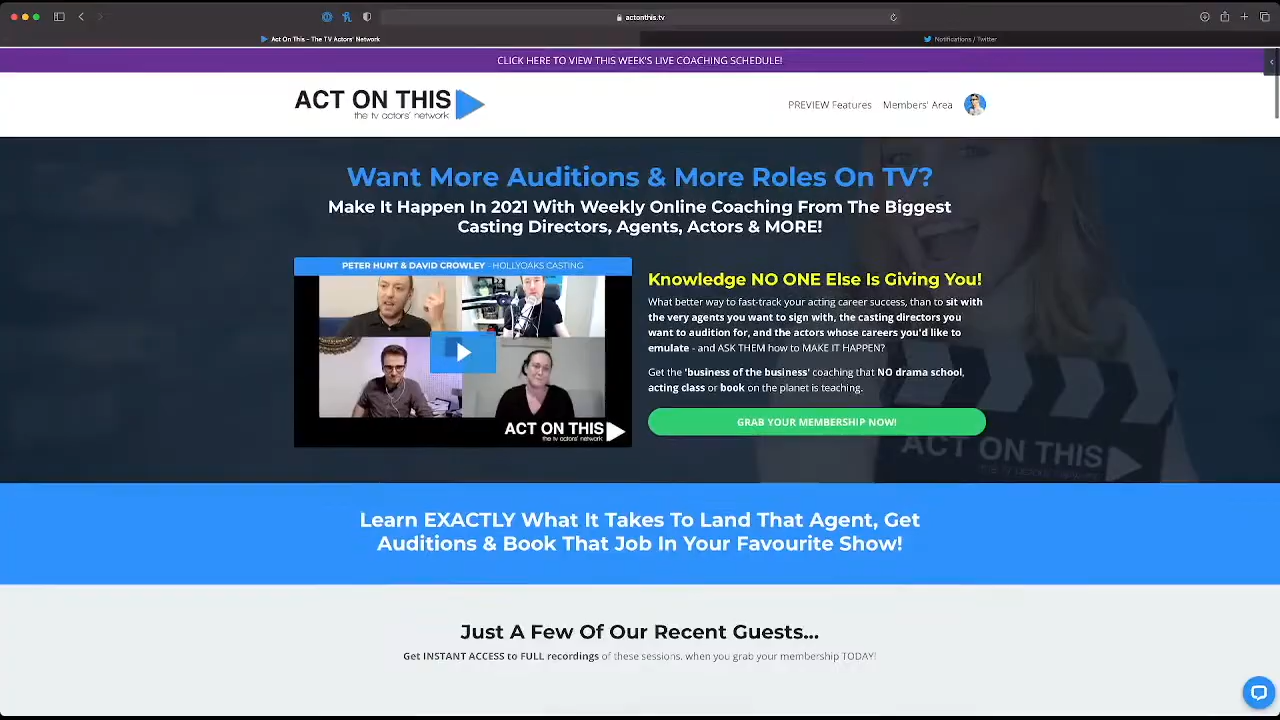 actonthis.tv
Act On This – The TV Actors' Network
Notifications / Twitter
CLICK HERE TO VIEW THIS WEEK'S LIVE COACHING SCHEDULE!
ACT ON THIS
the tv actors' network
PREVIEW Features
Members' Area
Want More Auditions & More Roles On TV?
Make It Happen In 2021 With Weekly Online Coaching From The Biggest
Casting Directors, Agents, Actors & MORE!
PETER HUNT & DAVID CROWLEY - HOLLYOAKS CASTING
ACT ON THIS
the tv actors' network
Knowledge NO ONE Else Is Giving You!
What better way to fast-track your acting career success, than to sit with
the very agents you want to sign with, the casting directors you
want to audition for, and the actors whose careers you'd like to
emulate - and ASK THEM how to MAKE IT HAPPEN?
Get the 'business of the business' coaching that NO drama school,
acting class or book on the planet is teaching.
GRAB YOUR MEMBERSHIP NOW!
ACT ON THIS
the tv actors' network
Learn EXACTLY What It Takes To Land That Agent, Get
Auditions & Book That Job In Your Favourite Show!
Just A Few Of Our Recent Guests...
Get INSTANT ACCESS to FULL recordings of these sessions, when you grab your membership TODAY!